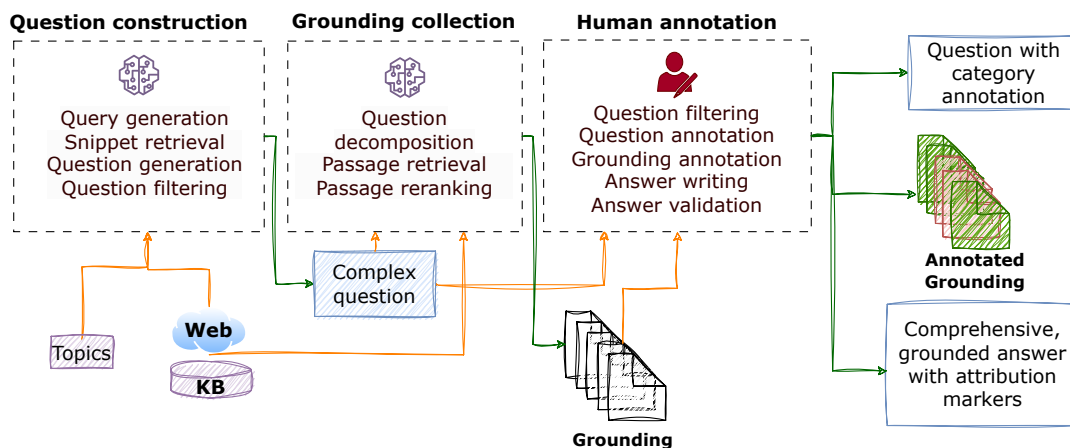 Question construction
Grounding collection
Human annotation
Query generation
Snippet retrieval
Question generation
Question filtering
Question
decomposition
Passage retrieval
Passage reranking
Question filtering
Question annotation
Grounding annotation
Answer writing
Answer validation
Question with
category
annotation
Annotated
Grounding
Comprehensive,
grounded answer
with attribution
markers
Complex
question
Topics
Web
KB
Grounding